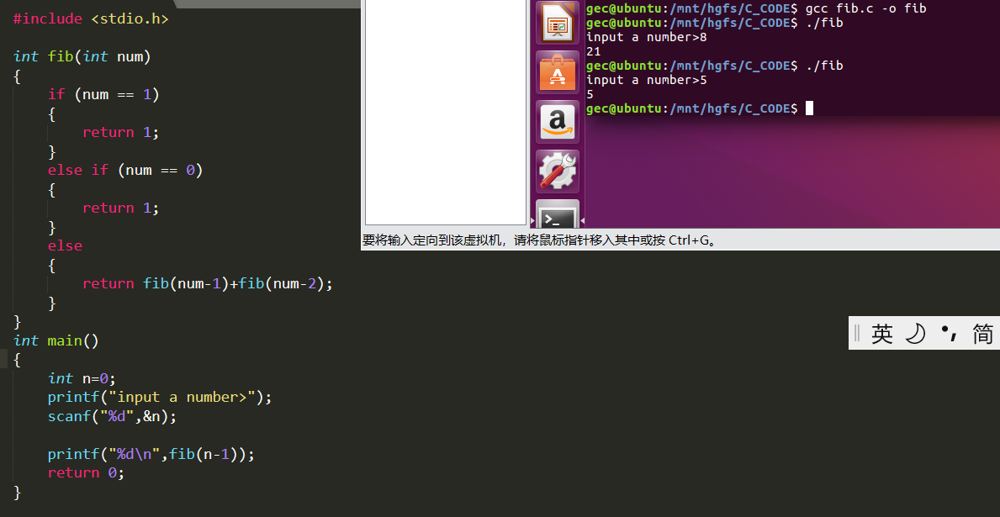 #include <stdio.h>
int fib(int num)
{
if (num == 1)
{
return 1;
}
else if (num == 0)
{
return 1;
}
else
{
return fib(num-1)+fib(num-2);
}
}
int main()
{
int n=0;
printf("input a number>");
scanf("%d",&n);
printf("%d\n",fib(n-1));
return 0;
}
gec@ubuntu:/mnt/hgfs/C_CODE$ gcc fib.c -o fib
gec@ubuntu:/mnt/hgfs/C_CODE$ ./fib
input a number>8
21
gec@ubuntu:/mnt/hgfs/C_CODE$ ./fib
input a number>5
5
gec@ubuntu:/mnt/hgfs/C_CODE$
要将输入定向到该虚拟机，请将鼠标指针移入其中或按 Ctrl+G。
英 简